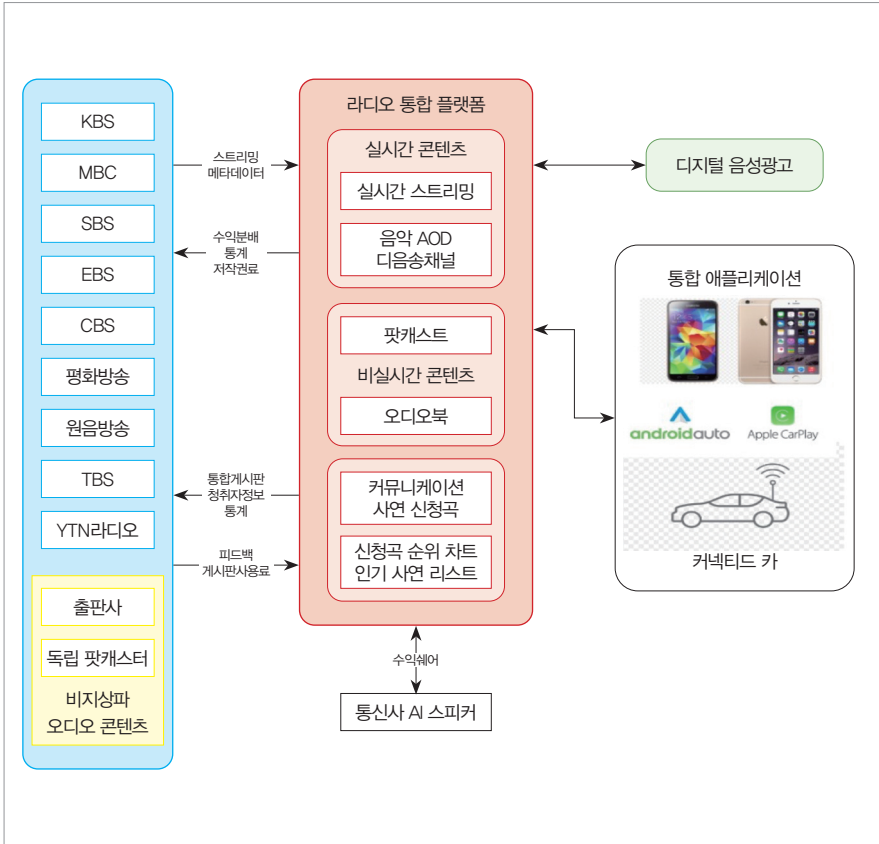 KBS
MBC
SBS
EBS
CBS
평화방송
원음방송
TBS
YTN라디오
출판사
독립 팟캐스터
비지상파
오디오 콘텐츠
스트리밍
메타데이터
수익분배
통계
저작권료
통합게시판
청취자정보
통계
피드백
게시판사용료
라디오 통합 플랫폼
실시간 콘텐츠
실시간 스트리밍
음악 AOD
디음송채널
팟캐스트
비실시간 콘텐츠
오디오북
커뮤니케이션
사연 신청곡
신청곡 순위 차트
인기 사연 리스트
수익쉐어
통신사 AI 스피커
디지털 음성광고
통합 애플리케이션
androidauto
Apple CarPlay
커넥티드 카